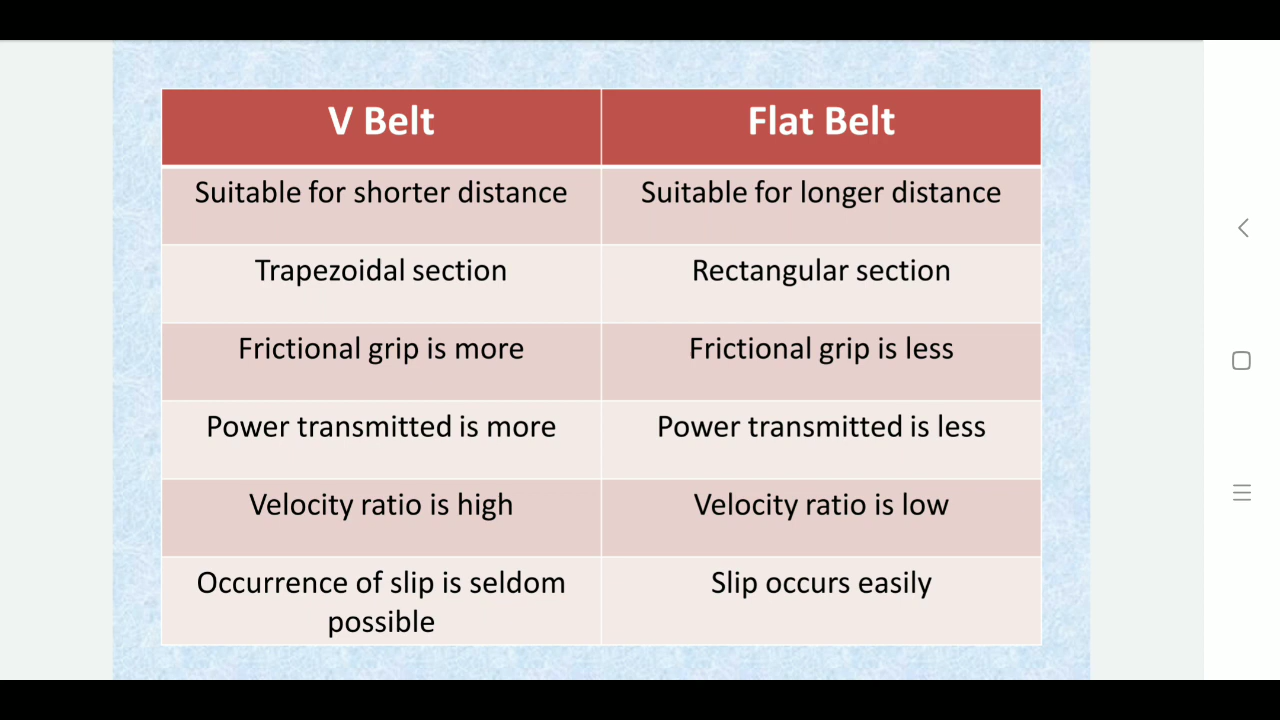 V Belt
Flat Belt
Suitable for shorter distance
Suitable for longer distance
Trapezoidal section
Rectangular section
Frictional grip is more
Frictional grip is less
Power transmitted is more
Power transmitted is less
Velocity ratio is high
Velocity ratio is low
Occurrence of slip is seldom
possible
Slip occurs easily